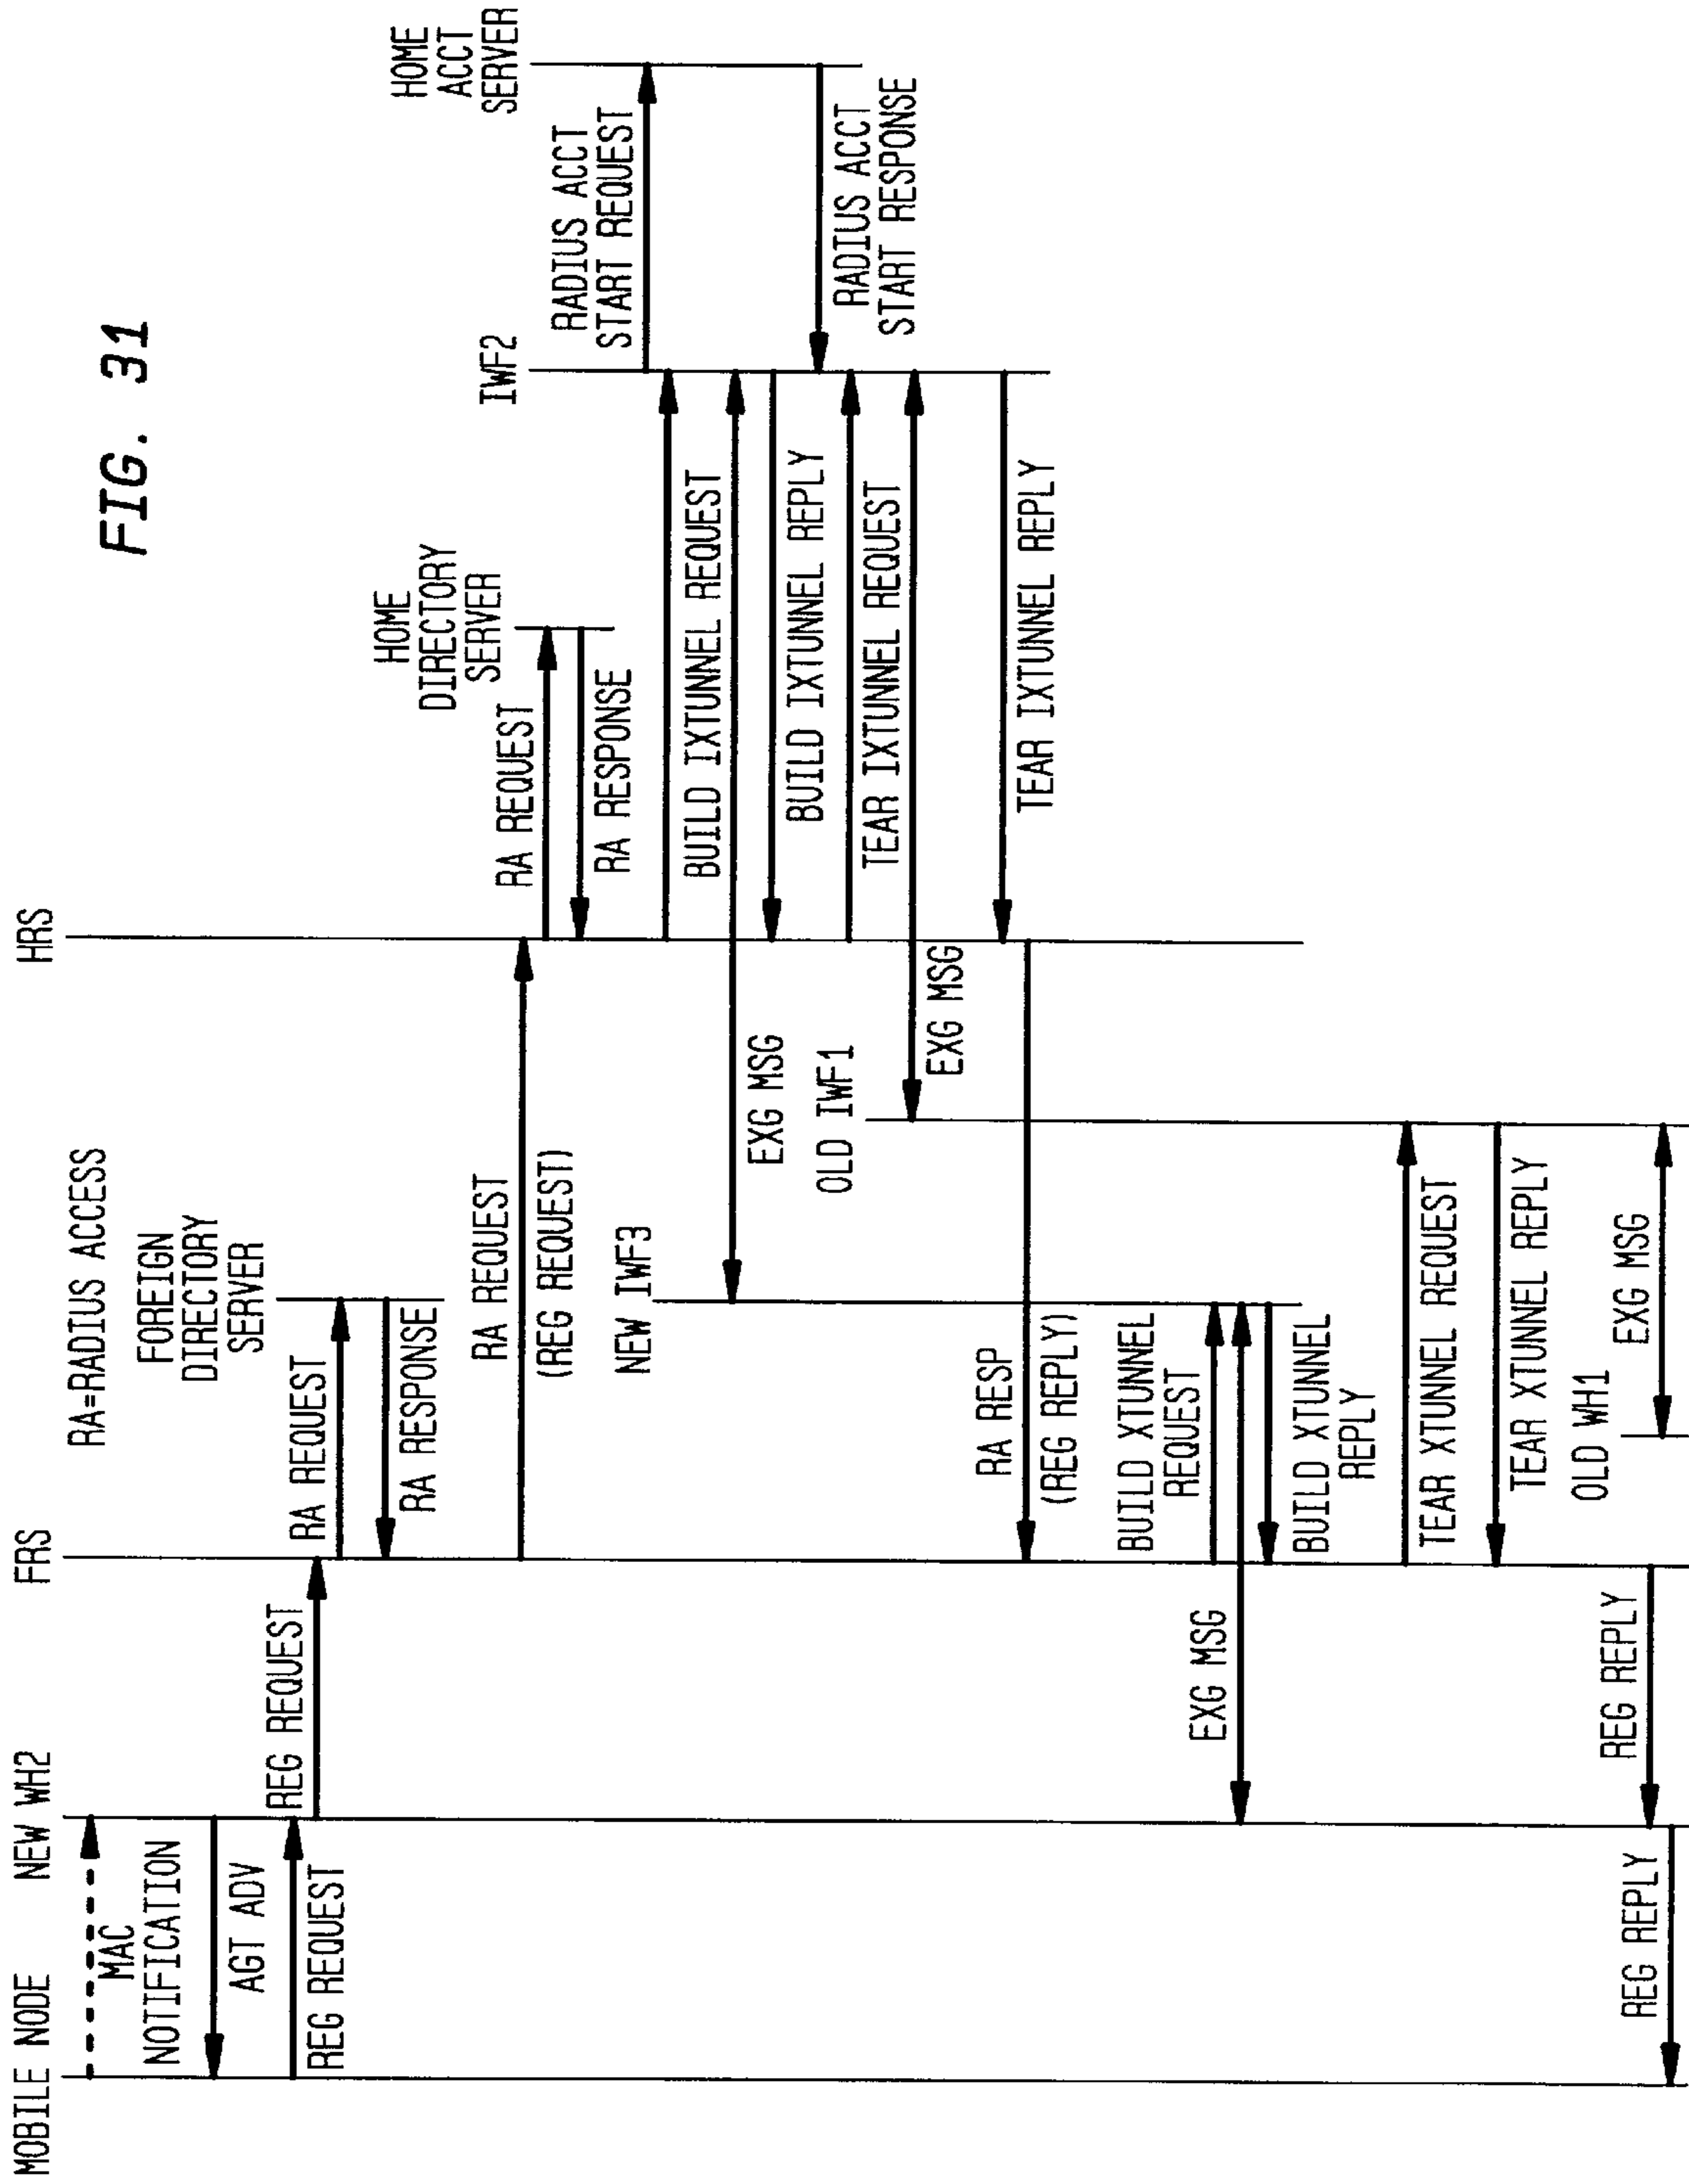 FIG. 31
MOBILE NODE
NEW WH2
FRS
HRS
RA=RADIUS ACCESS
MAC
NOTIFICATION
AGT ADV
REG REQUEST
REG REQUEST
FOREIGN
DIRECTORY
SERVER
RA REQUEST
RA RESPONSE
RA REQUEST
(REG REQUEST)
HOME
DIRECTORY
SERVER
RA REQUEST
RA RESPONSE
IWF2
HOME
ACCT
SERVER
RADIUS ACCT
START REQUEST
BUILD IXTUNNEL REQUEST
NEW IWF3
EXG MSG
BUILD IXTUNNEL REPLY
RADIUS ACCT
START RESPONSE
TEAR IXTUNNEL REQUEST
OLD IWF1
EXG MSG
TEAR IXTUNNEL REPLY
RA RESP
(REG REPLY)
BUILD XTUNNEL
REQUEST
EXG MSG
BUILD XTUNNEL
REPLY
TEAR XTUNNEL REQUEST
TEAR XTUNNEL REPLY
OLD WH1
EXG MSG
REG REPLY
REG REPLY